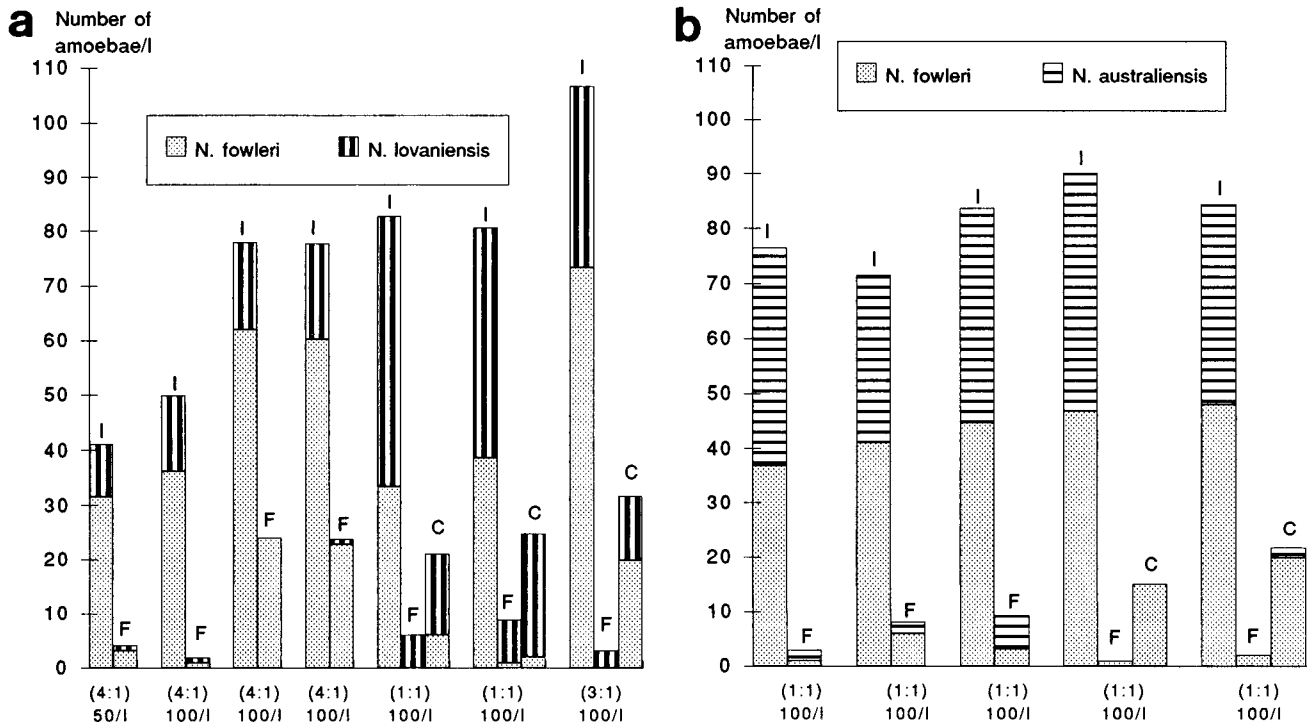 a
Number of
amoebae/l
110
100
90
80
70
60
50
40
30
20
10
0
N. fowleri N. lovaniensis
I F
I F
I F
I F
I F C
I F C
I F C
(4:1) (4:1) (4:1) (4:1) (1:1) (1:1) (3:1)
50/l 100/l 100/l 100/l 100/l 100/l 100/l
b
Number of
amoebae/l
110
100
90
80
70
60
50
40
30
20
10
0
N. fowleri N. australiensis
I F
I F
I F
I F C
I F C
(1:1) (1:1) (1:1) (1:1) (1:1)
100/l 100/l 100/l 100/l 100/l